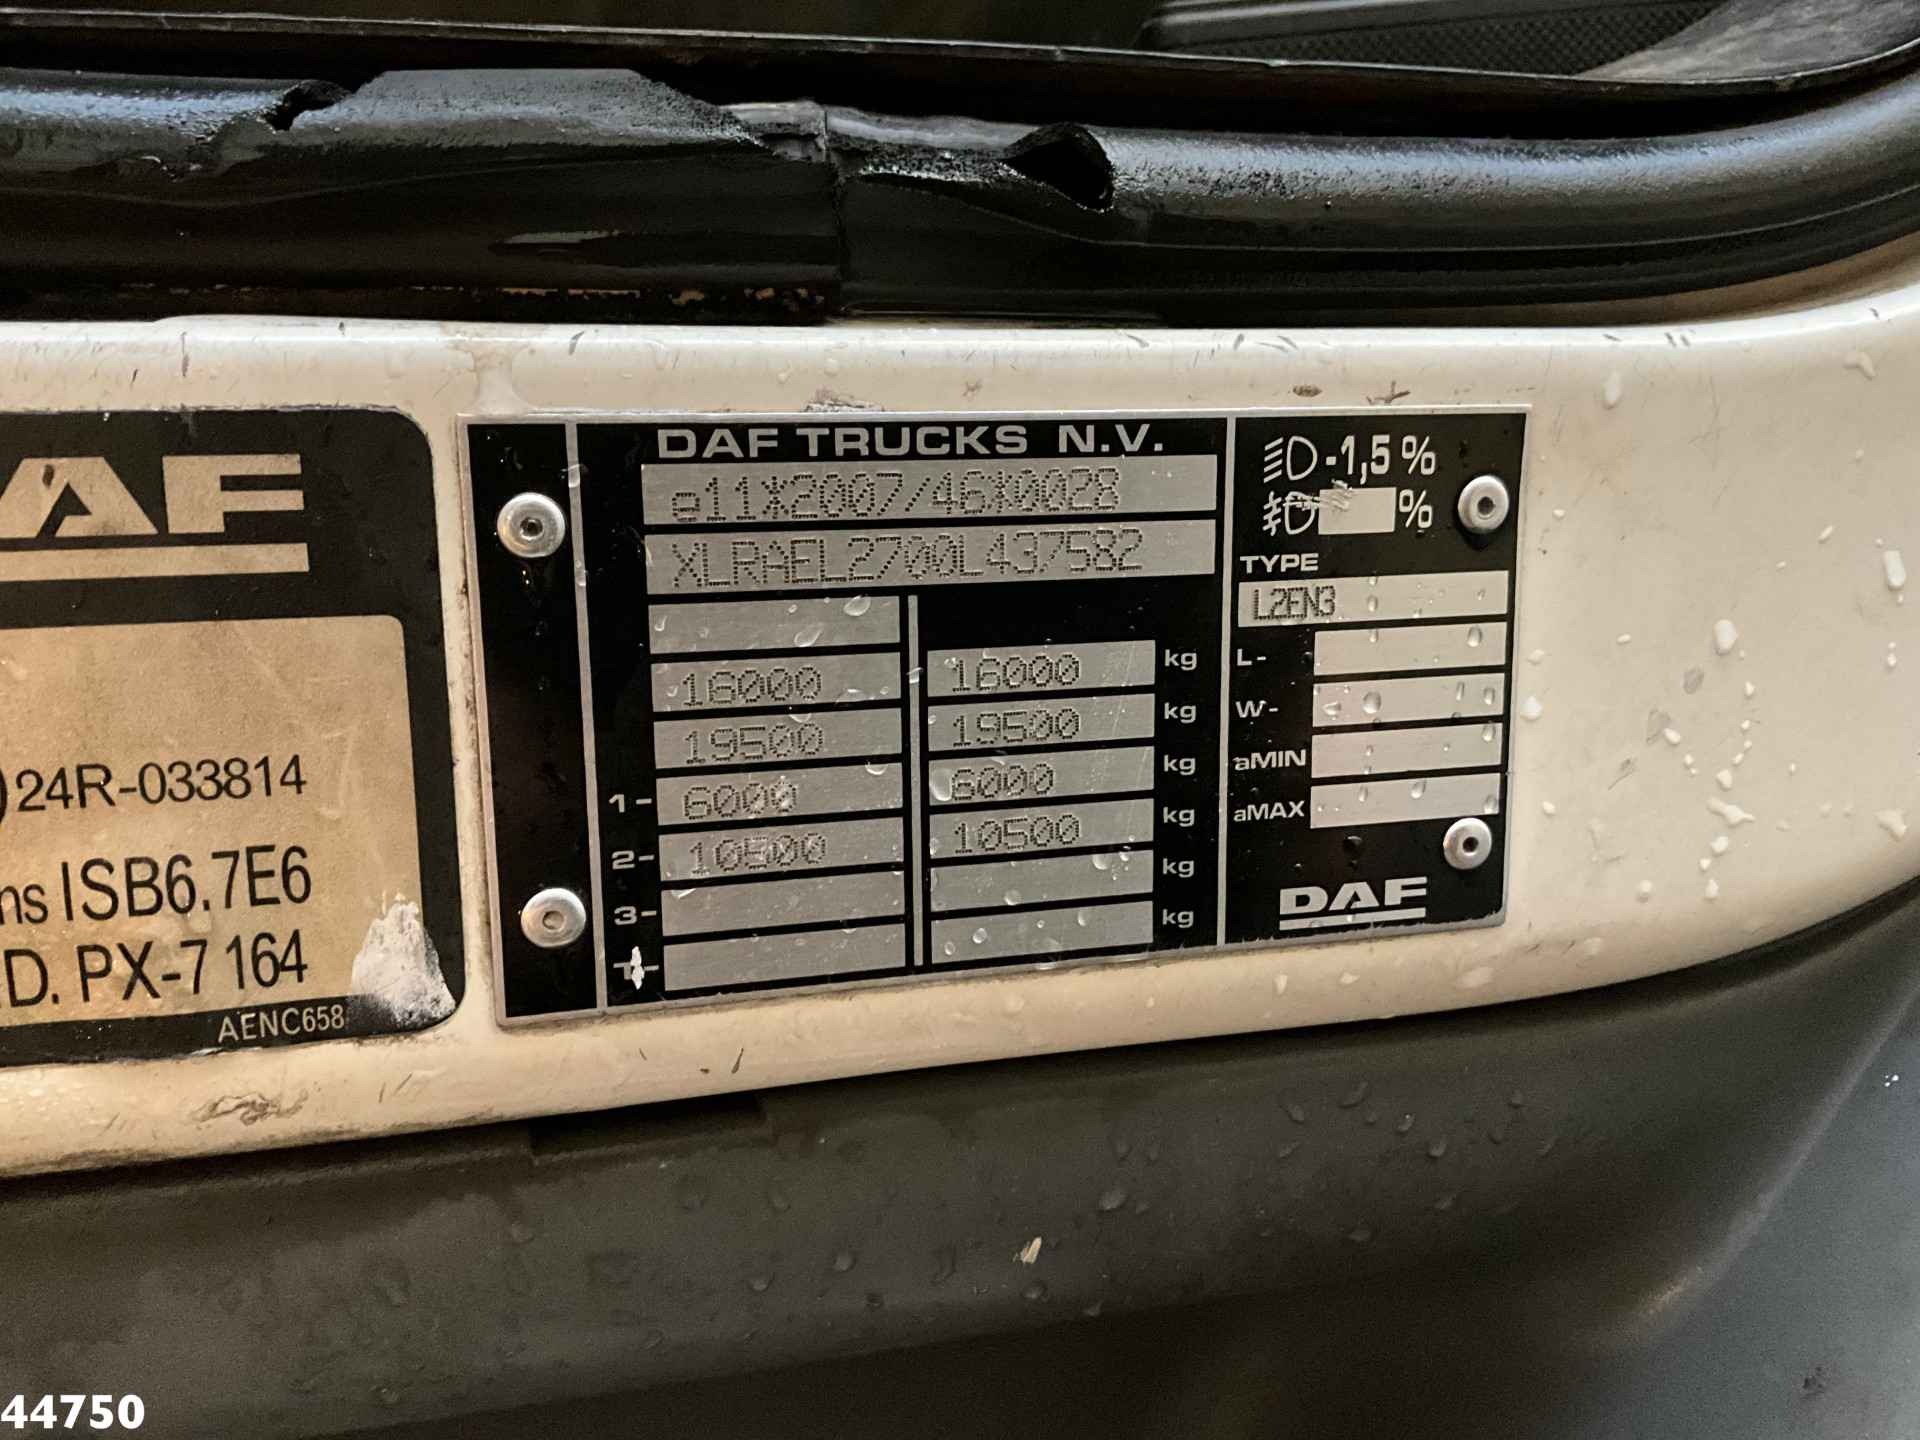 AF
)24R-033814
ns ISB6.7E6
.D. PX-7 164
AENC658
DAF TRUCKS N.V.
e11*2007/46*0028
XLRAEL2700L437582
16000 16000 kg
19500 19500 kg
1- 6000 6000 kg
2- 10500 10500 kg
3- kg
T- kg
-1,5 %
%
TYPE
L2EN3
L-
W-
aMIN
aMAX
DAF
44750